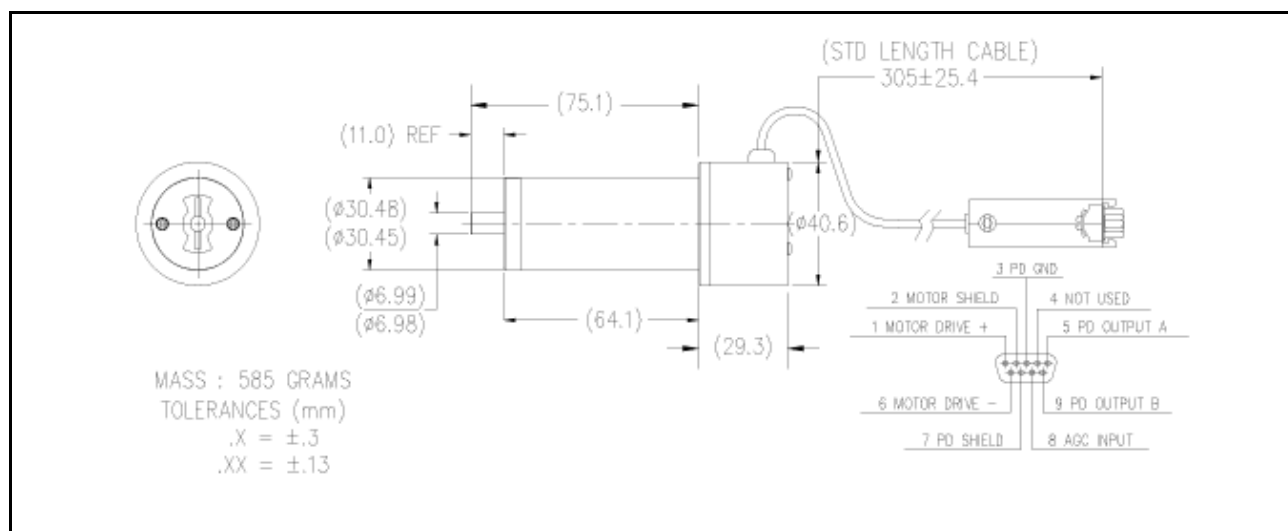 (STD LENGTH CABLE)
305±25.4
(75.1)
(11.0) REF
(ø30.48)
(ø30.45)
(ø40.6)
(ø6.99)
(ø6.98)
(64.1)
(29.3)
3 PD GND
2 MOTOR SHIELD
4 NOT USED
1 MOTOR DRIVE +
5 PD OUTPUT A
6 MOTOR DRIVE -
9 PD OUTPUT B
7 PD SHIELD
8 AGC INPUT
MASS : 585 GRAMS
TOLERANCES (mm)
.X = ±.3
.XX = ±.13